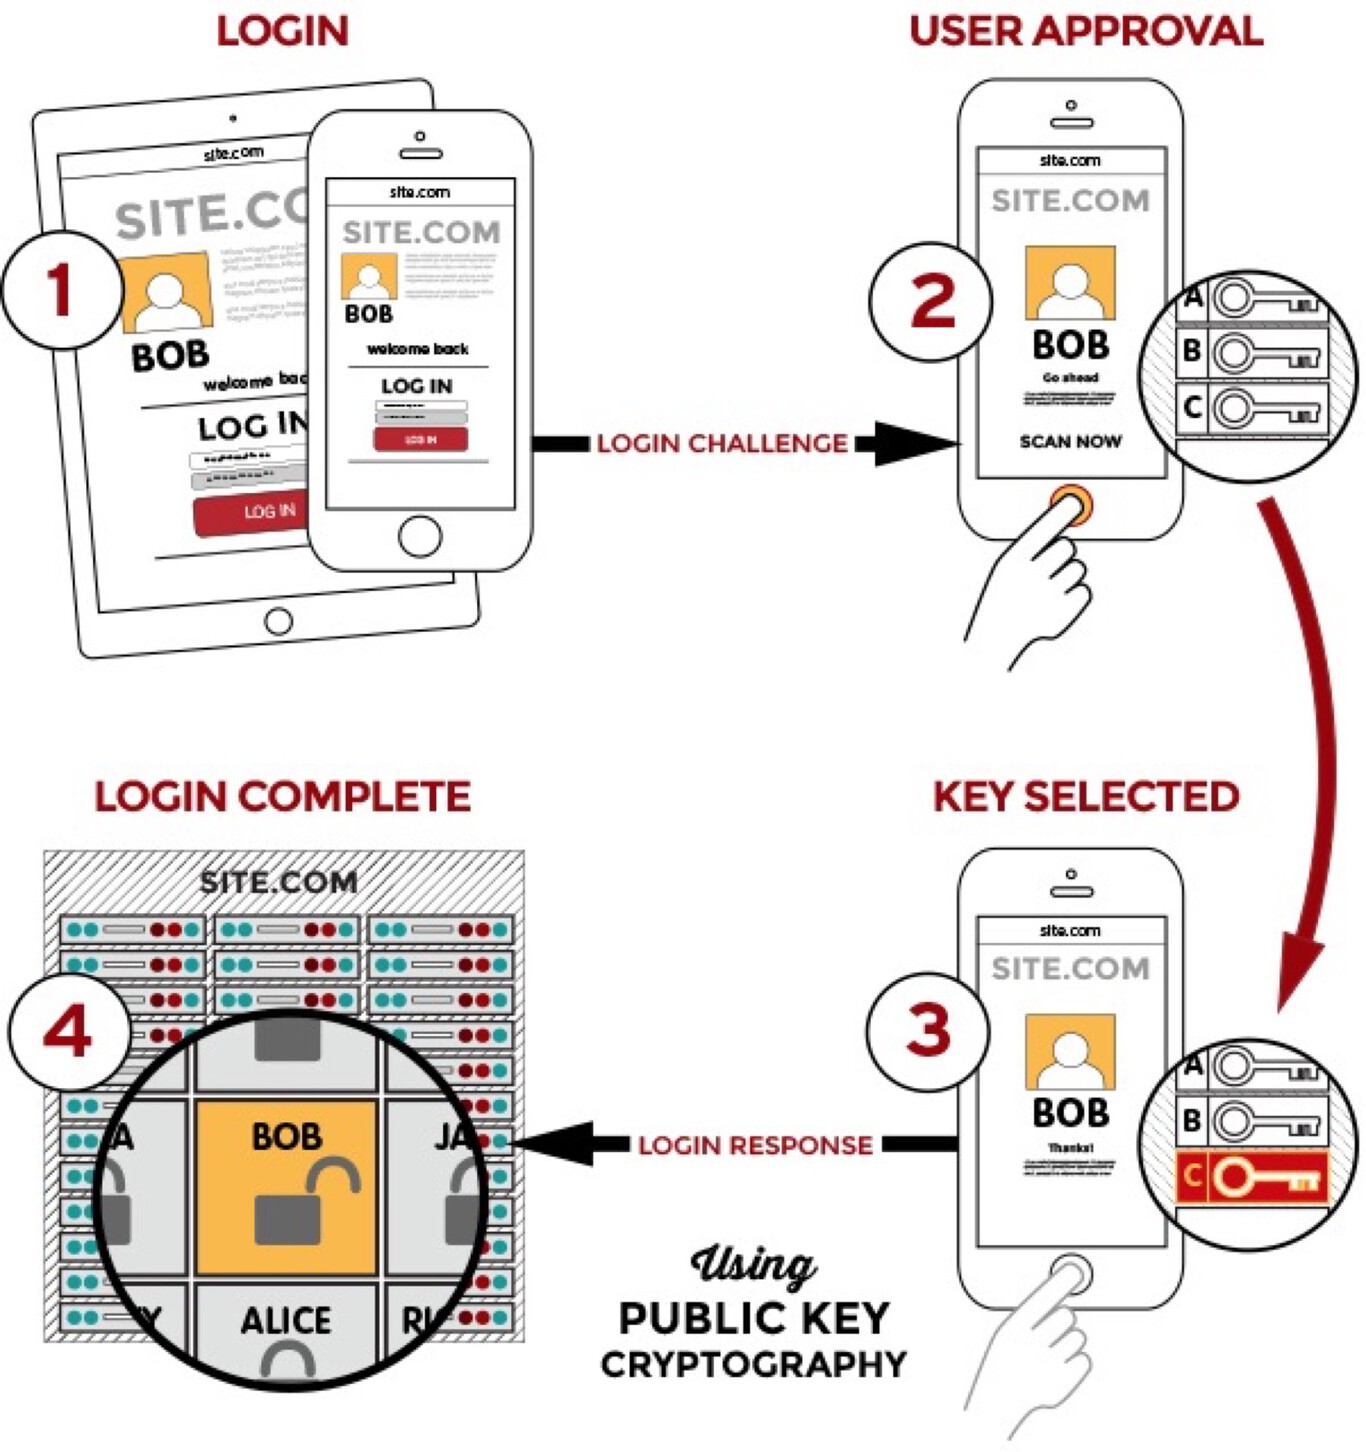 LOGIN
site.com
SITE.CO
1
BOB
welcome bac
LOG IN
LOG IN
site.com
SITE.COM
BOB
welcome back
LOG IN
LOG IN
LOGIN CHALLENGE
USER APPROVAL
site.com
SITE.COM
2
BOB
Go ahead
SCAN NOW
A
B
C
KEY SELECTED
site.com
SITE.COM
3
BOB
Thanks!
A
B
C
LOGIN RESPONSE
LOGIN COMPLETE
SITE.COM
4
A
BOB
JA
Y
ALICE
RI
Using
PUBLIC KEY
CRYPTOGRAPHY